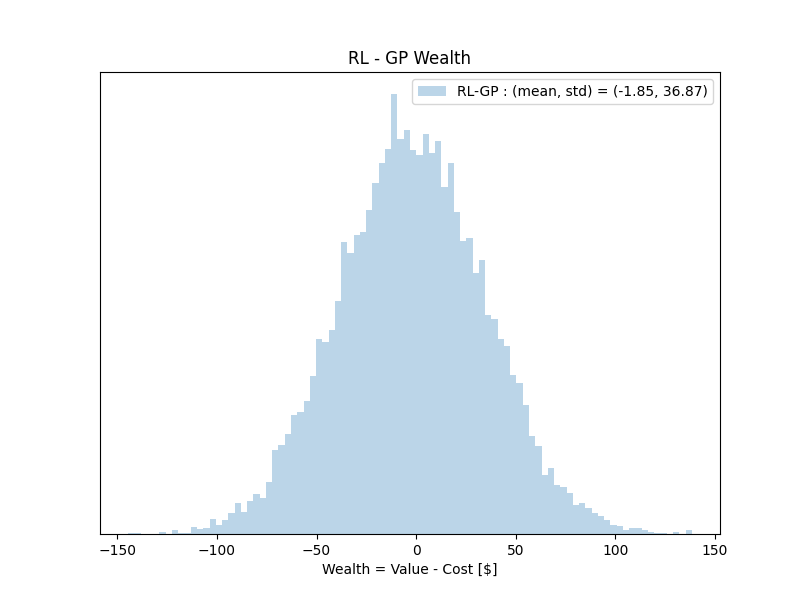 RL - GP Wealth
RL-GP : (mean, std) = (-1.85, 36.87)
−150 −100 −50 0 50 100 150
Wealth = Value - Cost [$]